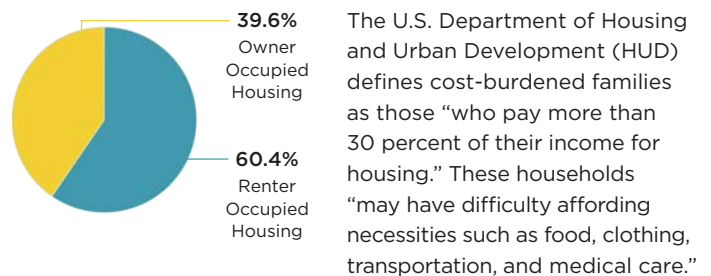 39.6%
Owner
Occupied
Housing
60.4%
Renter
Occupied
Housing
The U.S. Department of Housing
and Urban Development (HUD)
defines cost-burdened families
as those “who pay more than
30 percent of their income for
housing.” These households
“may have difficulty affording
necessities such as food, clothing,
transportation, and medical care.”